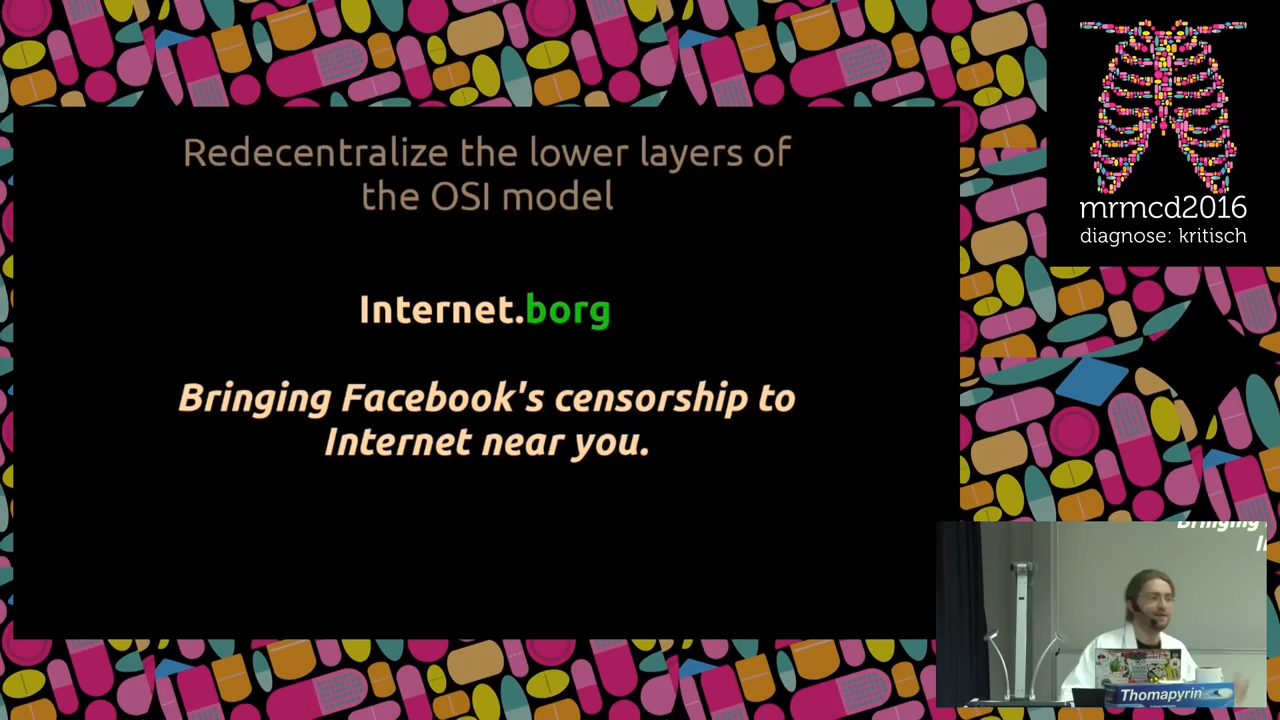 Redecentralize the lower layers of
the OSI model
Internet.borg
Bringing Facebook's censorship to
Internet near you.
mrmcd2016
diagnose: kritisch
Bringing
Thomapyrin